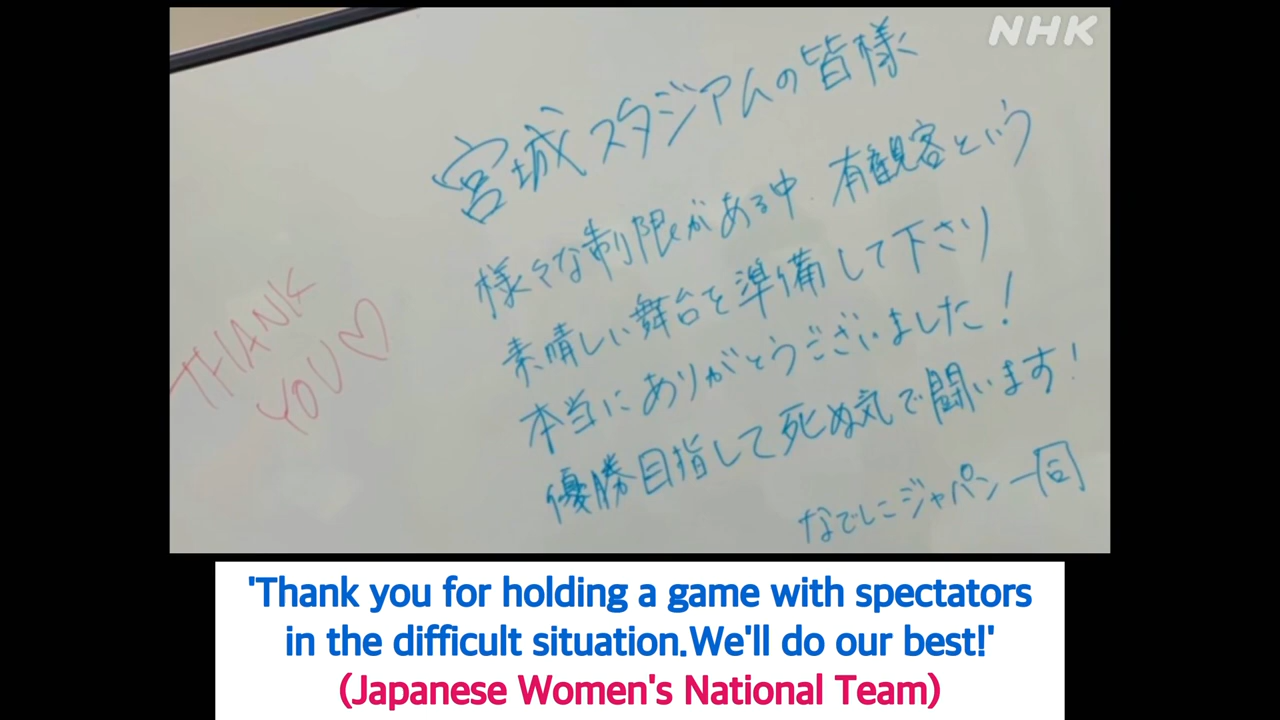 NHK
宮城スタジアムの皆様
様々な制限がある中、有観客という
素晴しい舞台を準備して下さり
本当にありがとうございました!
優勝目指して死ぬ気で闘います!
なでしこジャパン一同
THANK
YOU♡
'Thank you for holding a game with spectators
in the difficult situation.We'll do our best!'
(Japanese Women's National Team)